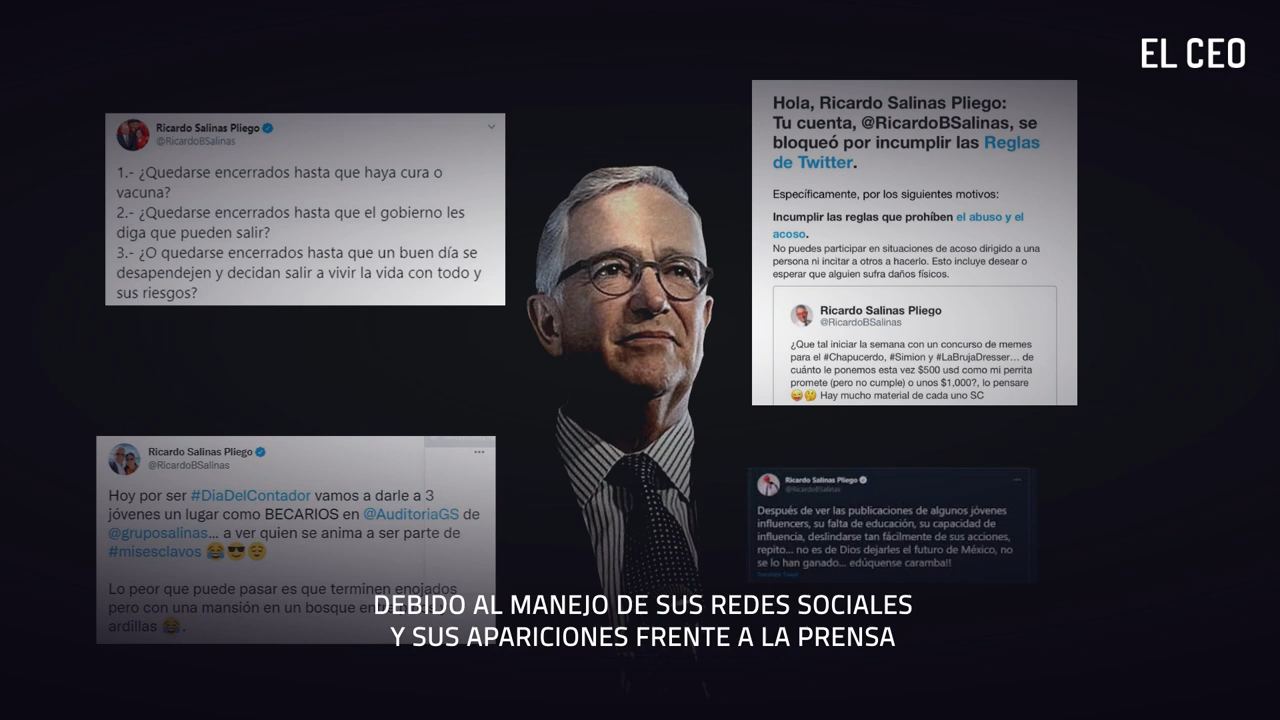 EL CEO
Ricardo Salinas Pliego
@RicardoBSalinas
1.- ¿Quedarse encerrados hasta que haya cura o
vacuna?
2.- ¿Quedarse encerrados hasta que el gobierno les
diga que pueden salir?
3.- ¿O quedarse encerrados hasta que un buen día se
desapendejen y decidan salir a vivir la vida con todo y
sus riesgos?
Hola, Ricardo Salinas Pliego:
Tu cuenta, @RicardoBSalinas, se
bloqueó por incumplir las Reglas
de Twitter.
Específicamente, por los siguientes motivos:
Incumplir las reglas que prohíben el abuso y el
acoso.
No puedes participar en situaciones de acoso dirigido a una
persona ni incitar a otros a hacerlo. Esto incluye desear o
esperar que alguien sufra daños físicos.
Ricardo Salinas Pliego
@RicardoBSalinas
¿Que tal iniciar la semana con un concurso de memes
para el #Chapucerdo, #Simion y #LaBrujaDresser... de
cuánto le ponemos esta vez $500 usd como mi perrita
promete (pero no cumple) o unos $1,000?, lo pensare
😜🤔 Hay mucho material de cada uno SC
Ricardo Salinas Pliego
@RicardoBSalinas
Hoy por ser #DiaDelContador vamos a darle a 3
jóvenes un lugar como BECARIOS en @AuditoriaGS de
@gruposalinas... a ver quien se anima a ser parte de
#misesclavos 😂😎😌
Lo peor que puede pasar es que terminen enojados
pero con una mansión en un bosque
ardillas 😂.
Ricardo Salinas Pliego
@RicardoBSalinas
Después de ver las publicaciones de algunos jóvenes
influencers, su falta de educación, su capacidad de
influencia, deslindarse tan fácilmente de sus acciones,
repito... no es de Dios dejarles el futuro de México, no
se lo han ganado... edúquense caramba!!
DEBIDO AL MANEJO DE SUS REDES SOCIALES
Y SUS APARICIONES FRENTE A LA PRENSA